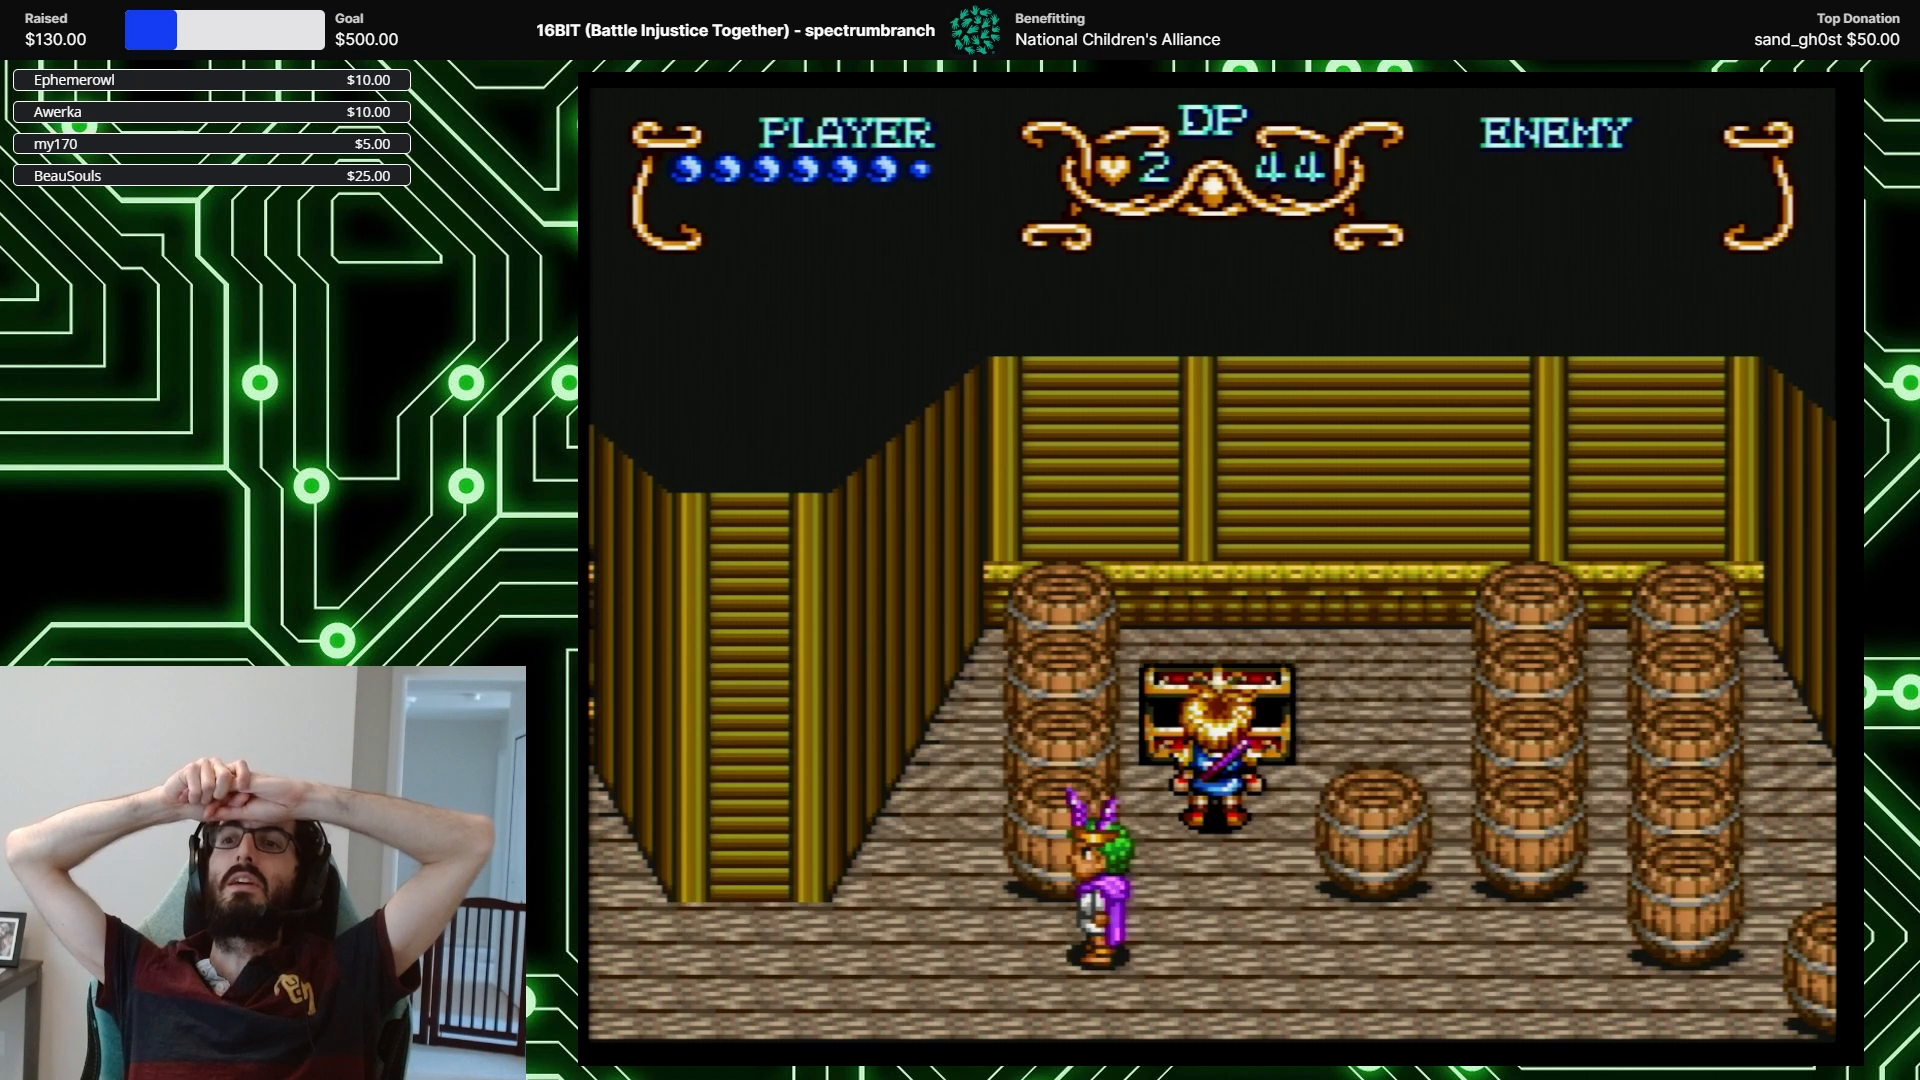 Raised
$130.00
Goal
$500.00
16BIT (Battle Injustice Together) - spectrumbranch
Benefitting
National Children's Alliance
Top Donation
sand_gh0st $50.00
Ephemerowl $10.00
Awerka $10.00
my170 $5.00
BeauSouls $25.00
PLAYER
DP
2 44
ENEMY